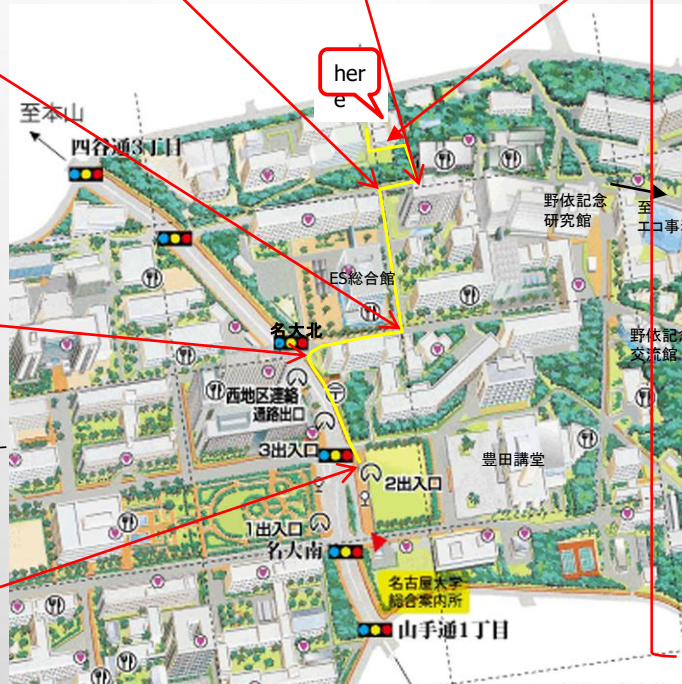 her
e
至本山
四谷通3丁目
野依記念
研究館
至
エコ事
ES総合館
名大北
野依記念
交流館
西地区連絡
通路出口
3出入口
豊田講堂
2出入口
1出入口
名大南
名古屋大学
総合案内所
山手通1丁目